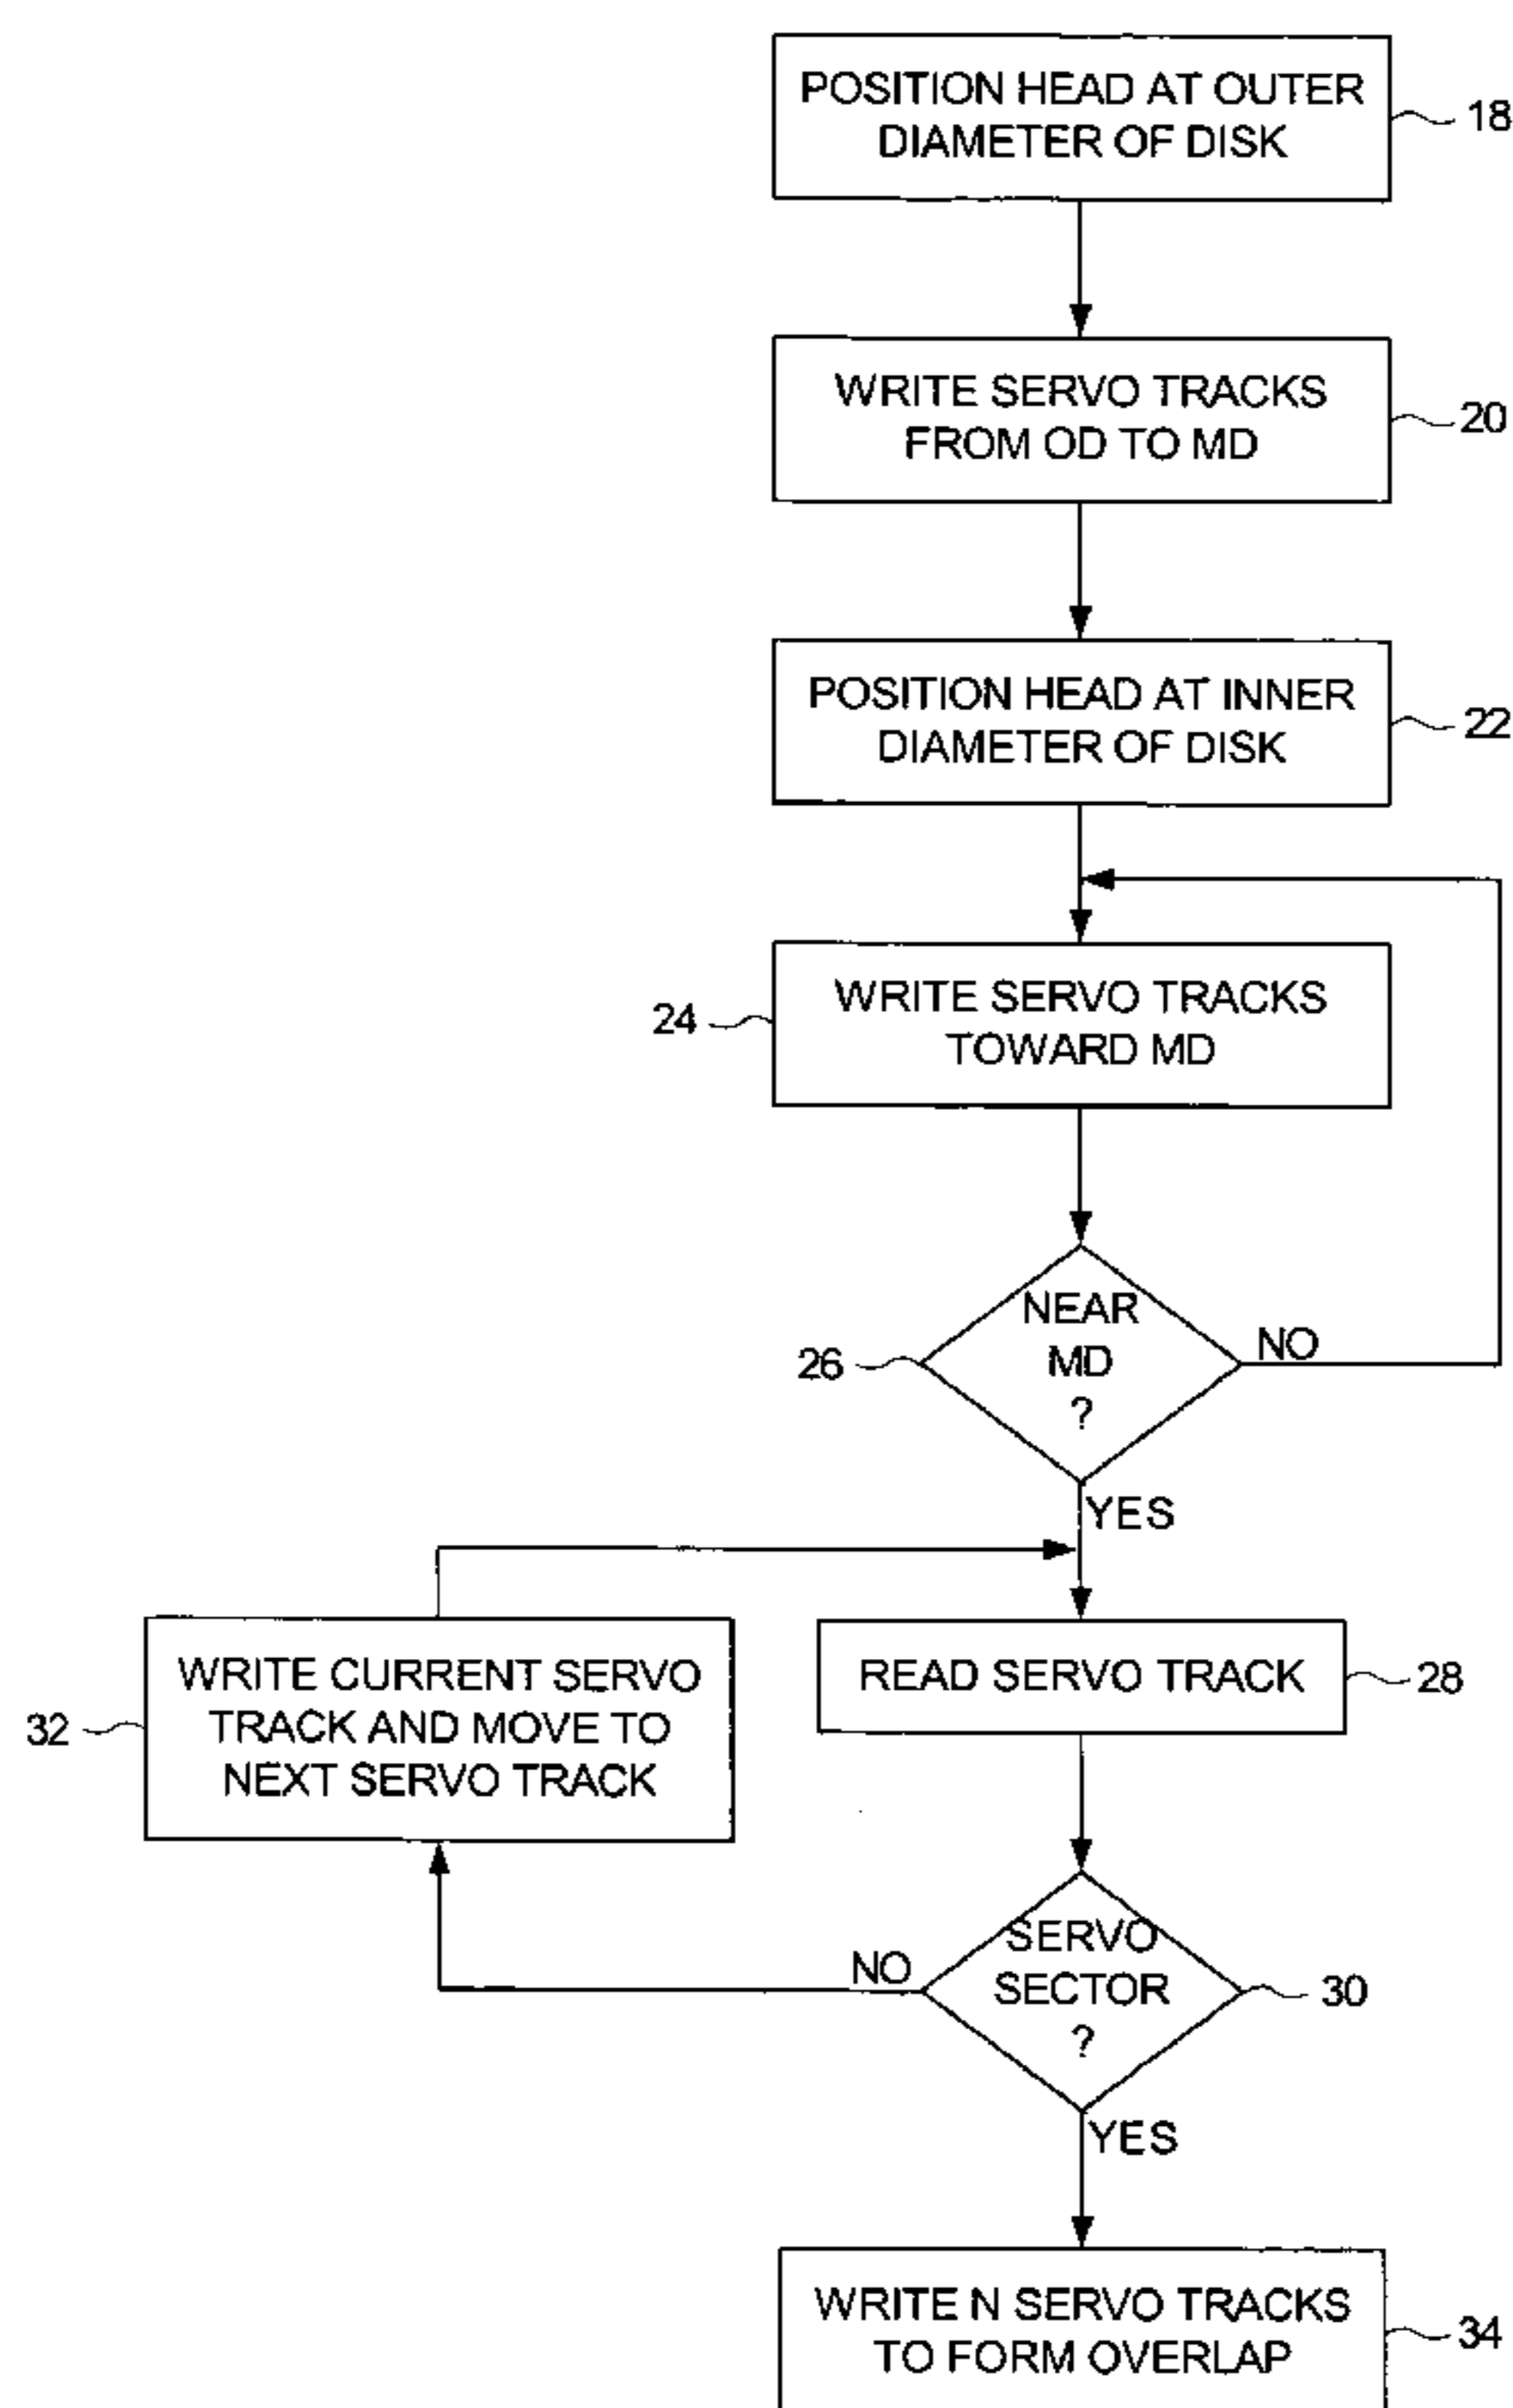 POSITION HEAD AT OUTER
DIAMETER OF DISK
18
WRITE SERVO TRACKS
FROM OD TO MD
20
POSITION HEAD AT INNER
DIAMETER OF DISK
22
WRITE SERVO TRACKS
TOWARD MD
24
NEAR
MD
?
26
NO
YES
READ SERVO TRACK
28
WRITE CURRENT SERVO
TRACK AND MOVE TO
NEXT SERVO TRACK
32
SERVO
SECTOR
?
30
NO
YES
WRITE N SERVO TRACKS
TO FORM OVERLAP
34